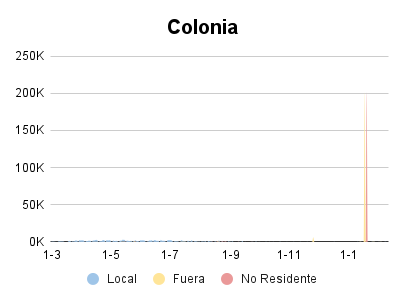 Colonia
250K
200K
150K
100K
50K
0K
1-3 1-5 1-7 1-9 1-11 1-1
Local Fuera No Residente